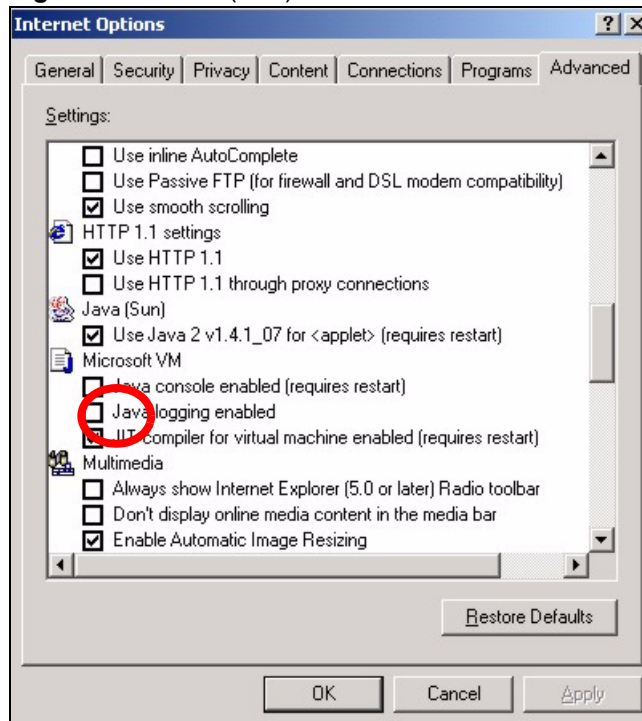 Internet Options
General Security Privacy Content Connections Programs Advanced
Settings:
Use inline AutoComplete
Use Passive FTP (for firewall and DSL modem compatibility)
Use smooth scrolling
HTTP 1.1 settings
Use HTTP 1.1
Use HTTP 1.1 through proxy connections
Java (Sun)
Use Java 2 v1.4.1_07 for <applet> (requires restart)
Microsoft VM
Java console enabled (requires restart)
Java logging enabled
JIT compiler for virtual machine enabled (requires restart)
Multimedia
Always show Internet Explorer (5.0 or later) Radio toolbar
Don't display online media content in the media bar
Enable Automatic Image Resizing
Restore Defaults
OK Cancel Apply